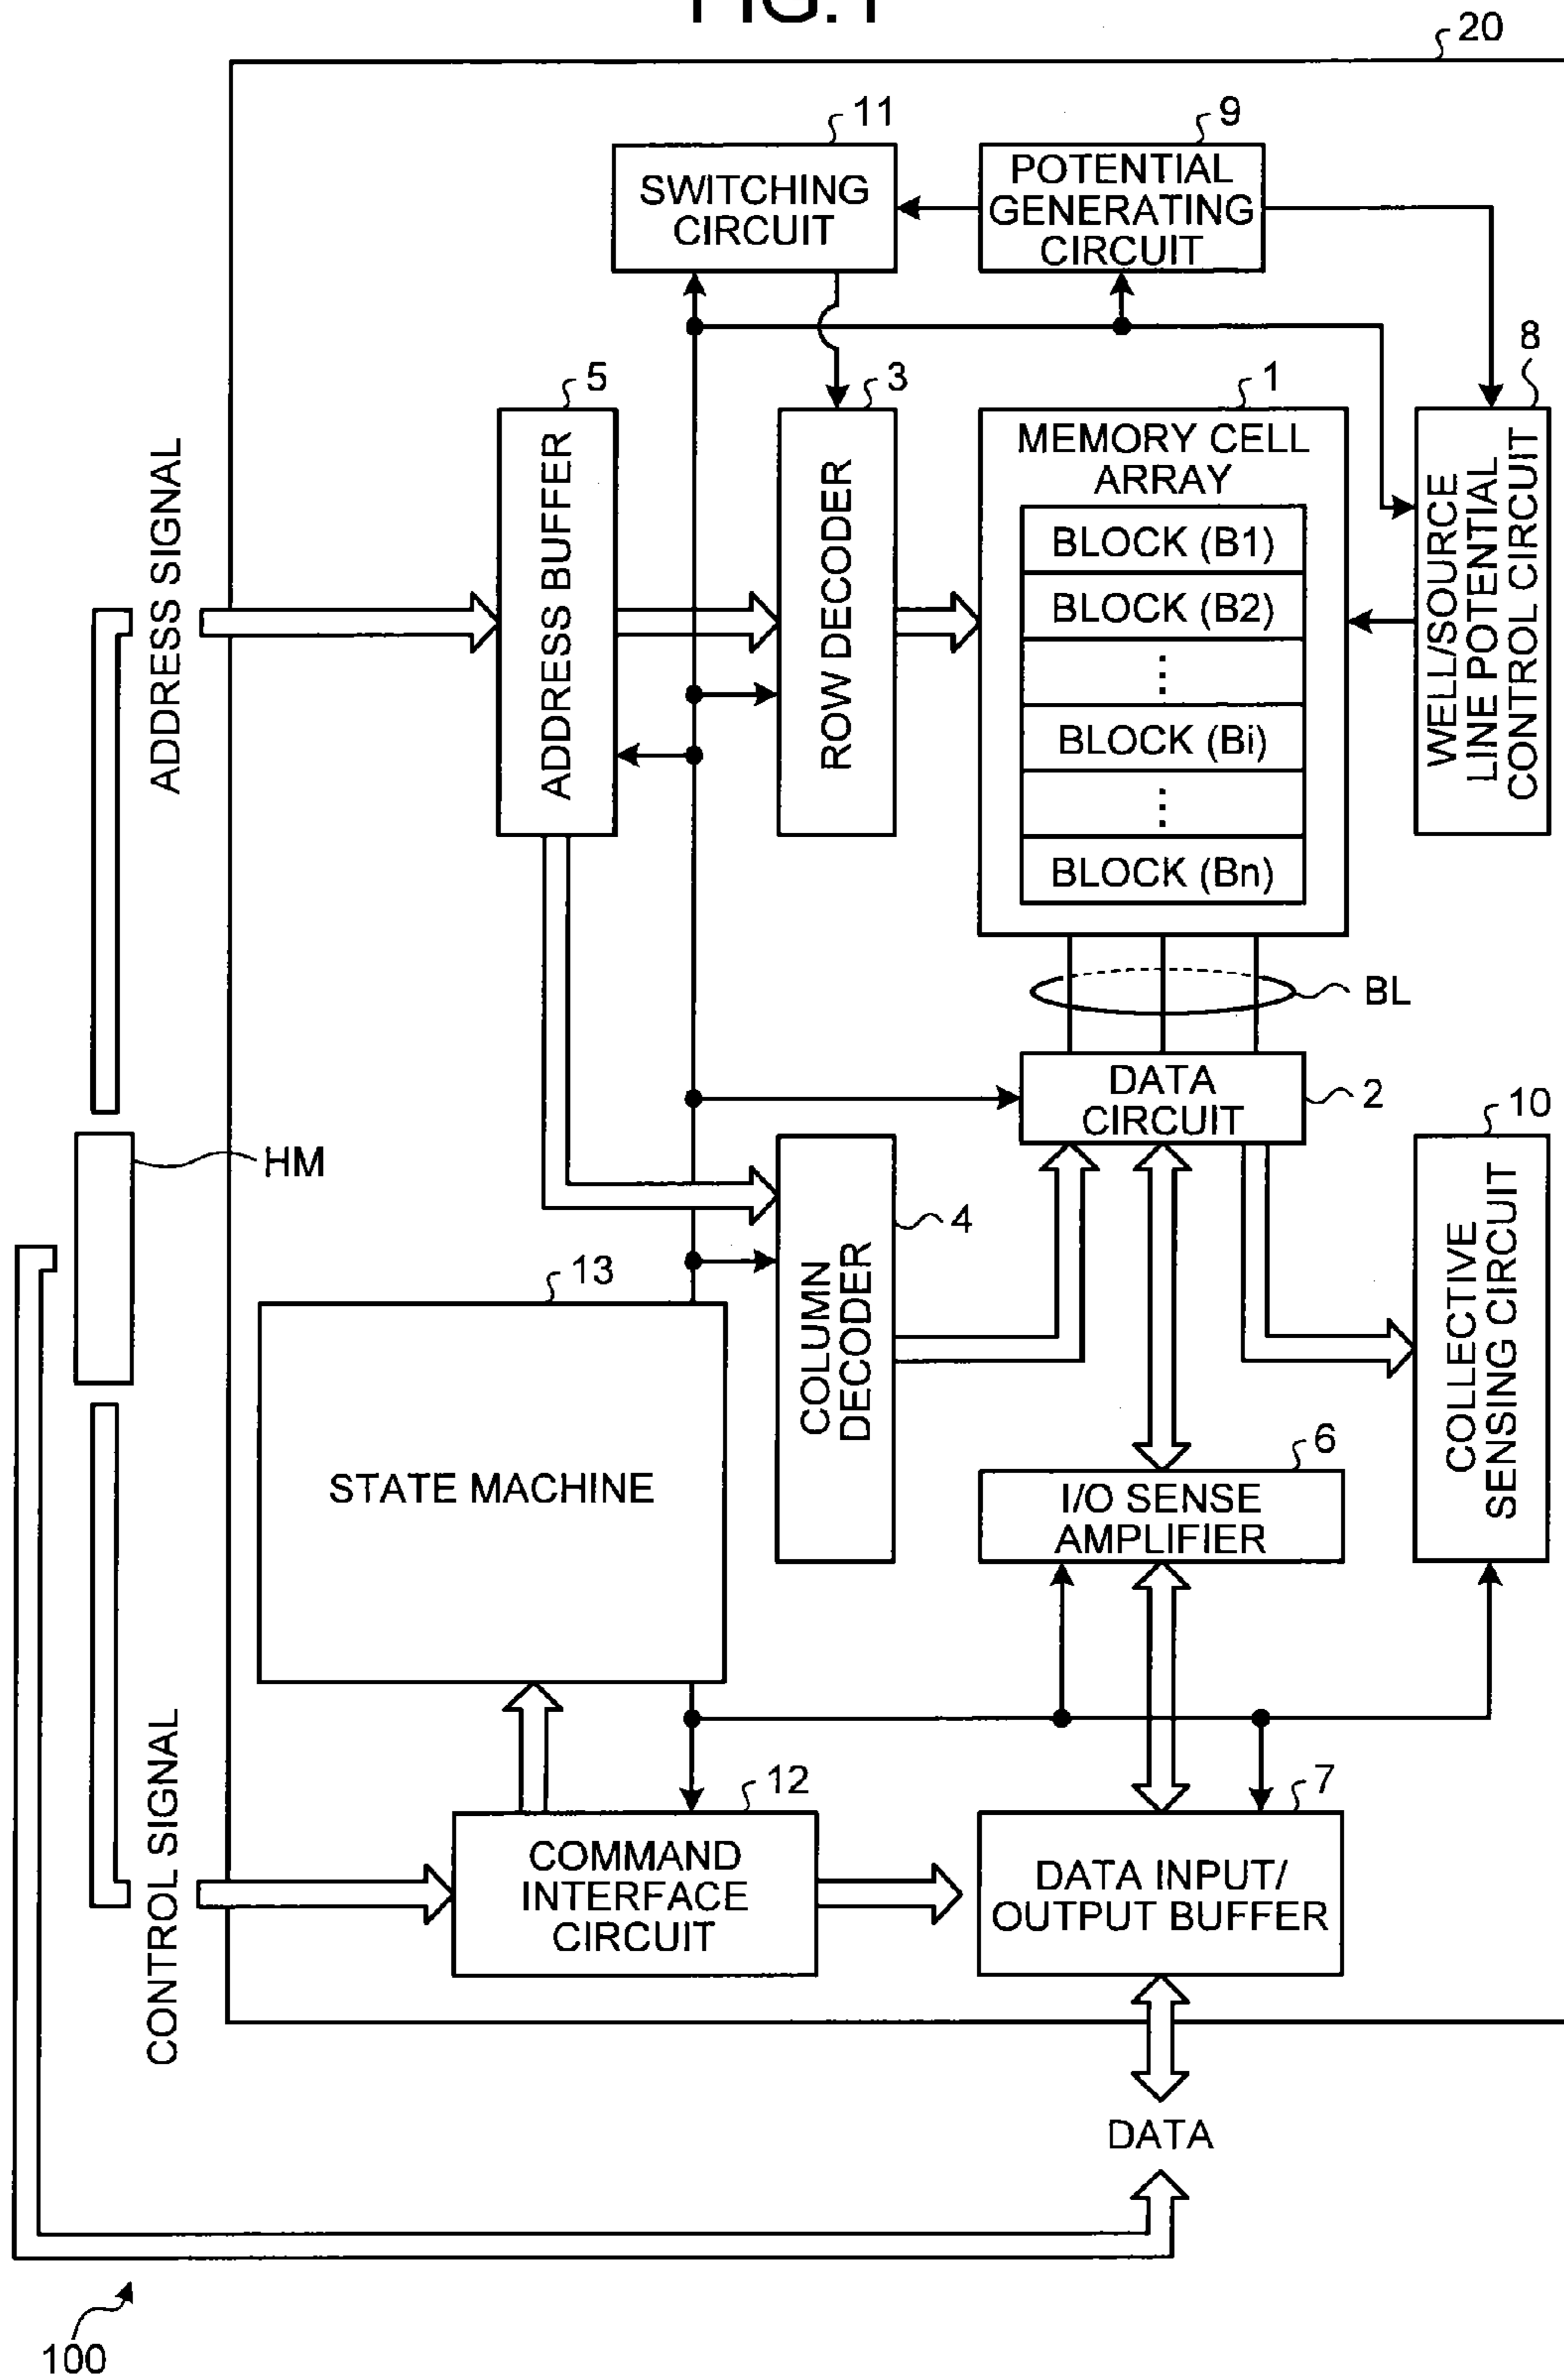 FIG.1
20
11
SWITCHING
CIRCUIT
9
POTENTIAL
GENERATING
CIRCUIT
8
WELL/SOURCE
LINE POTENTIAL
CONTROL CIRCUIT
5
ADDRESS BUFFER
3
ROW DECODER
1
MEMORY CELL
ARRAY
BLOCK (B1)
BLOCK (B2)
⋮
BLOCK (Bi)
⋮
BLOCK (Bn)
ADDRESS SIGNAL
BL
DATA
CIRCUIT
2
HM
4
COLUMN
DECODER
10
COLLECTIVE
SENSING CIRCUIT
13
STATE MACHINE
6
I/O SENSE
AMPLIFIER
CONTROL SIGNAL
12
COMMAND
INTERFACE
CIRCUIT
7
DATA INPUT/
OUTPUT BUFFER
DATA
100